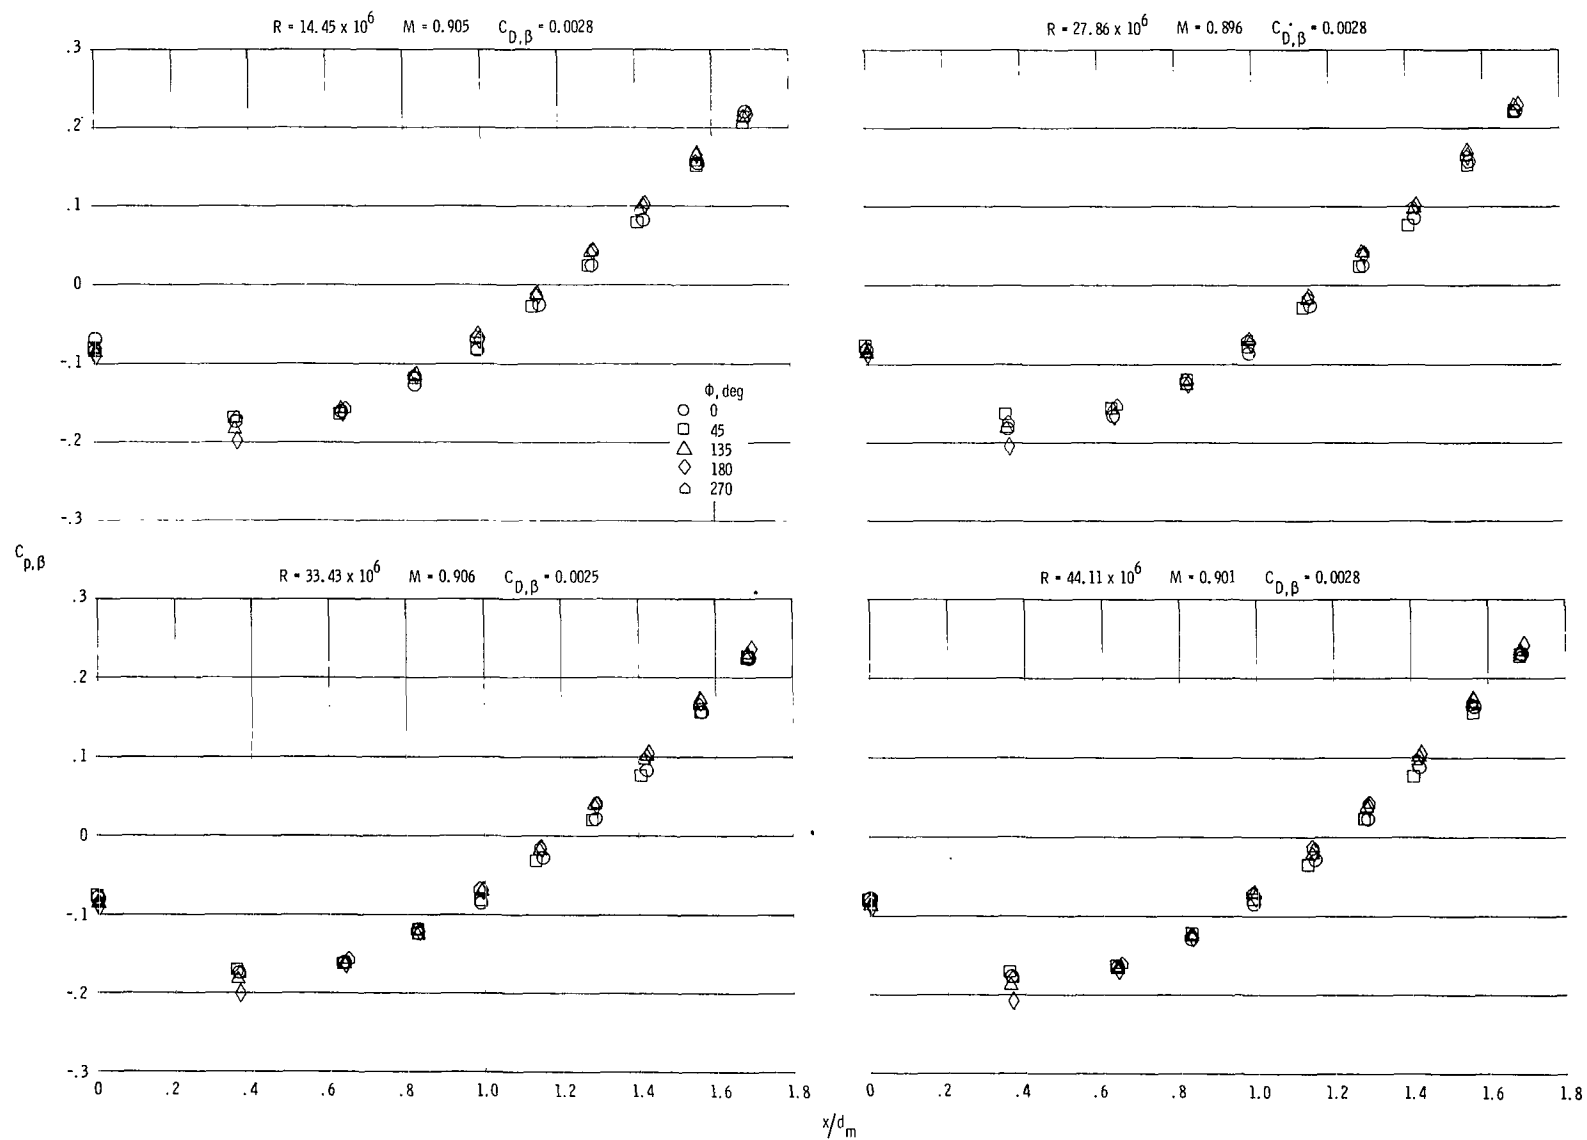 R = 14.45 x 10^6 M = 0.905 C_D,β = 0.0028
R = 27.86 x 10^6 M = 0.896 C_D,β = 0.0028
.3
.2
.1
0
-.1
-.2
-.3
Φ, deg
0
45
135
180
270
C_p,β
R = 33.43 x 10^6 M = 0.906 C_D,β = 0.0025
R = 44.11 x 10^6 M = 0.901 C_D,β = 0.0028
.3
.2
.1
0
-.1
-.2
-.3
0 .2 .4 .6 .8 1.0 1.2 1.4 1.6 1.8
0 .2 .4 .6 .8 1.0 1.2 1.4 1.6 1.8
x/d_m